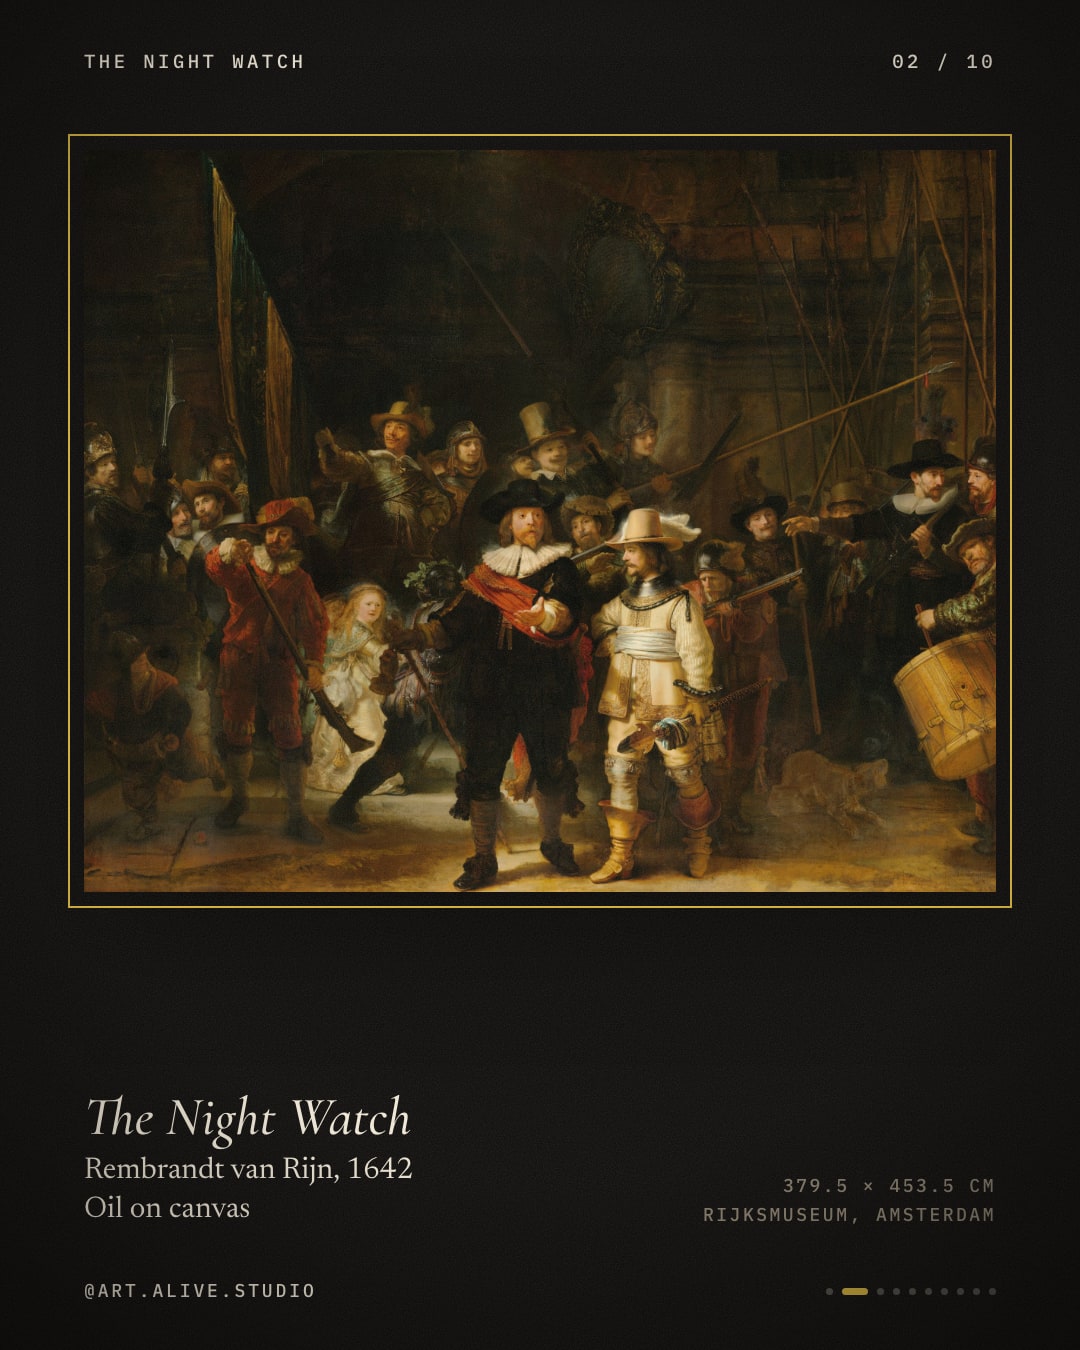 THE NIGHT WATCH
02 / 10
The Night Watch
Rembrandt van Rijn, 1642
Oil on canvas
379.5 × 453.5 CM
RIJKSMUSEUM, AMSTERDAM
@ART.ALIVE.STUDIO